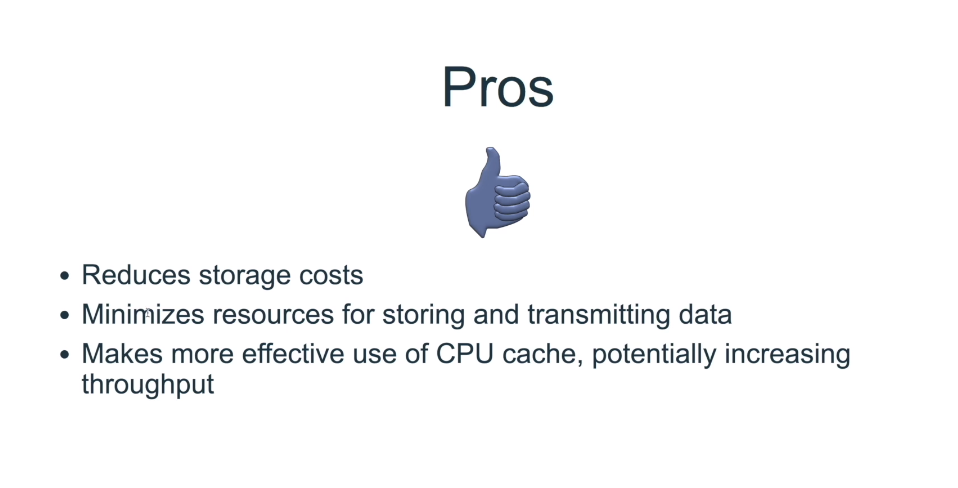 Pros
• Reduces storage costs
• Minimizes resources for storing and transmitting data
• Makes more effective use of CPU cache, potentially increasing
throughput